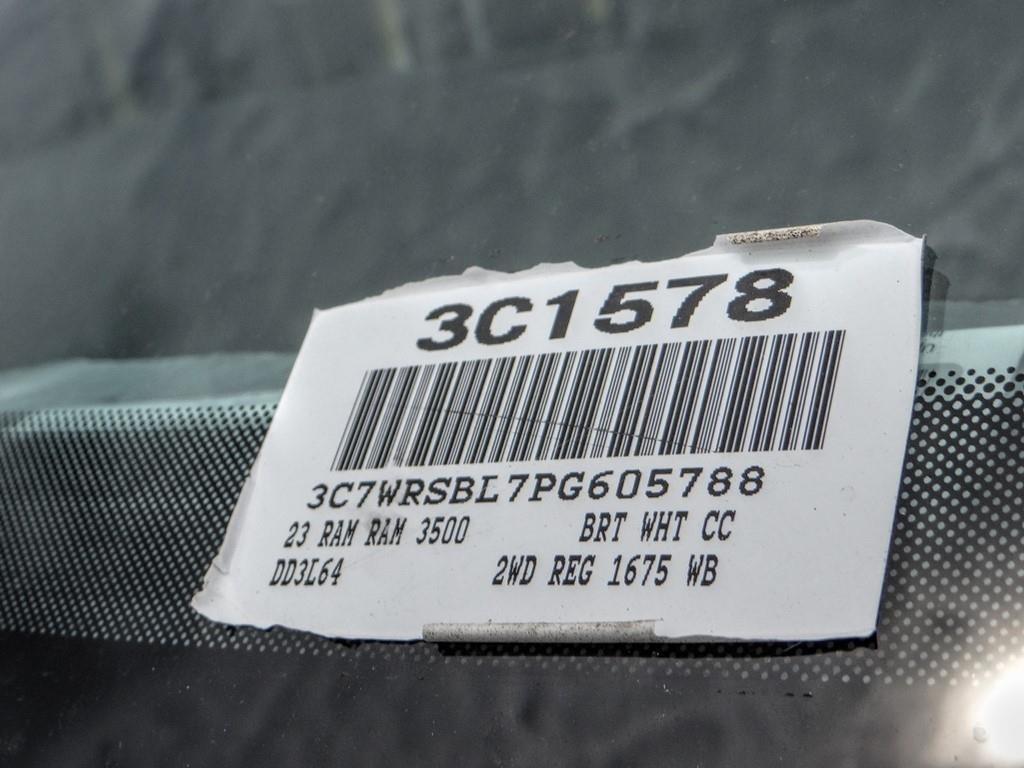 3C1578
3C7WRSBL7PG605788
23 RAM RAM 3500 BRT WHT CC
DD3L64 2WD REG 1675 WB